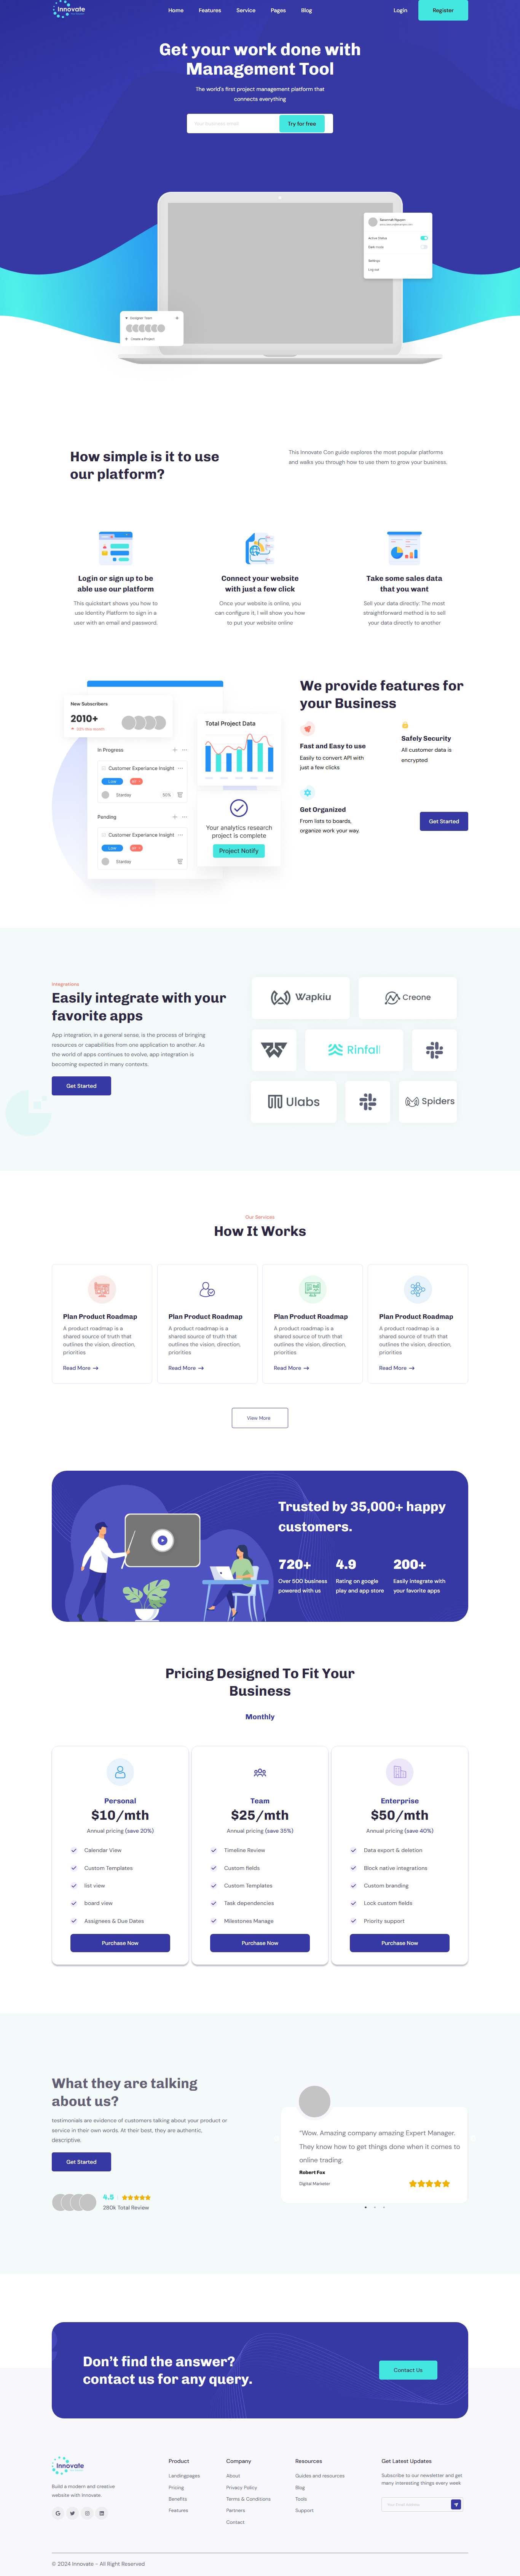 Innovate
Home Features Service Pages Blog
Login Register
Get your work done with
Management Tool
The world's first project management platform that
connects everything
Your business email
Try for free
Active Status
Dark mode
Settings
Log out
Designer Team
Create a Project
How simple is it to use
our platform?
This Innovate Con guide explores the most popular platforms
and walks you through how to use them to grow your business.
Login or sign up to be
able use our platform
This quickstart shows you how to
use Identity Platform to sign in a
user with an email and password.
Connect your website
with just a few click
Once your website is online, you
can configure it, I will show you how
to put your website online
Take some sales data
that you want
Sell your data directly: The most
straightforward method is to sell
your data directly to another
New Subscribers
2010+
In Progress
Customer Experiance Insight
Low
Standay
30%
Pending
Customer Experiance Insight
Low
Standay
Total Project Data
Your analytics research
project is complete
Project Notify
We provide features for
your Business
Fast and Easy to use
Easily to convert API with
just a few clicks
Safely Security
All customer data is
encrypted
Get Organized
From lists to boards,
organize work your way.
Get Started
Integrations
Easily integrate with your
favorite apps
App integration, in a general sense, is the process of bringing
resources or capabilities from one application to another. As
the world of apps continues to evolve, app integration is
becoming expected in many contexts.
Get Started
Wapkiu
Creone
Rinfall
Ulabs
Spiders
Our Services
How It Works
Plan Product Roadmap
A product roadmap is a
shared source of truth that
outlines the vision, direction,
priorities
Read More
Plan Product Roadmap
A product roadmap is a
shared source of truth that
outlines the vision, direction,
priorities
Read More
Plan Product Roadmap
A product roadmap is a
shared source of truth that
outlines the vision, direction,
priorities
Read More
Plan Product Roadmap
A product roadmap is a
shared source of truth that
outlines the vision, direction,
priorities
Read More
View More
Trusted by 35,000+ happy
customers.
720+
Over 500 business
powered with us
4.9
Rating on google
play and app store
200+
Easily integrate with
your favorite apps
Pricing Designed To Fit Your
Business
Monthly
Personal
$10/mth
Annual pricing (save 20%)
Calendar View
Custom Templates
list view
board view
Assignees & Due Dates
Purchase Now
Team
$25/mth
Annual pricing (save 35%)
Timeline Review
Custom fields
Custom Templates
Task dependencies
Milestones Manage
Purchase Now
Enterprise
$50/mth
Annual pricing (save 40%)
Data export & deletion
Block native integrations
Custom branding
Lock custom fields
Priority support
Purchase Now
What they are talking
about us?
testimonials are evidence of customers talking about your product or
service in their own words. At their best, they are authentic,
descriptive.
Get Started
4.5
280k Total Review
"Wow. Amazing company amazing Expert Manager.
They know how to get things done when it comes to
online trading.
Robert Fox
Digital Marketer
Don't find the answer?
contact us for any query.
Contact Us
Innovate
Build a modern and creative
website with innovate.
Product
Landingpages
Pricing
Benefits
Features
Company
About
Privacy Policy
Terms & Conditions
Partners
Contact
Resources
Guides and resources
Blog
Tools
Support
Get Latest Updates
Subscribe to our newsletter and get
many interesting things every week
© 2024 Innovate - All Right Reserved